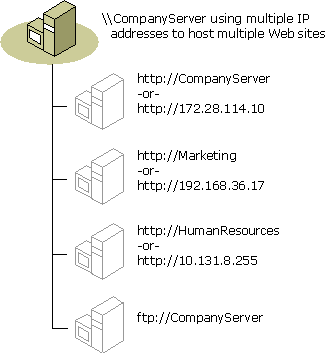 \\CompanyServer using multiple IP
addresses to host multiple Web sites
http://CompanyServer
-or-
http://172.28.114.10
http://Marketing
-or-
http://192.168.36.17
http://HumanResources
-or-
http://10.131.8.255
ftp://CompanyServer